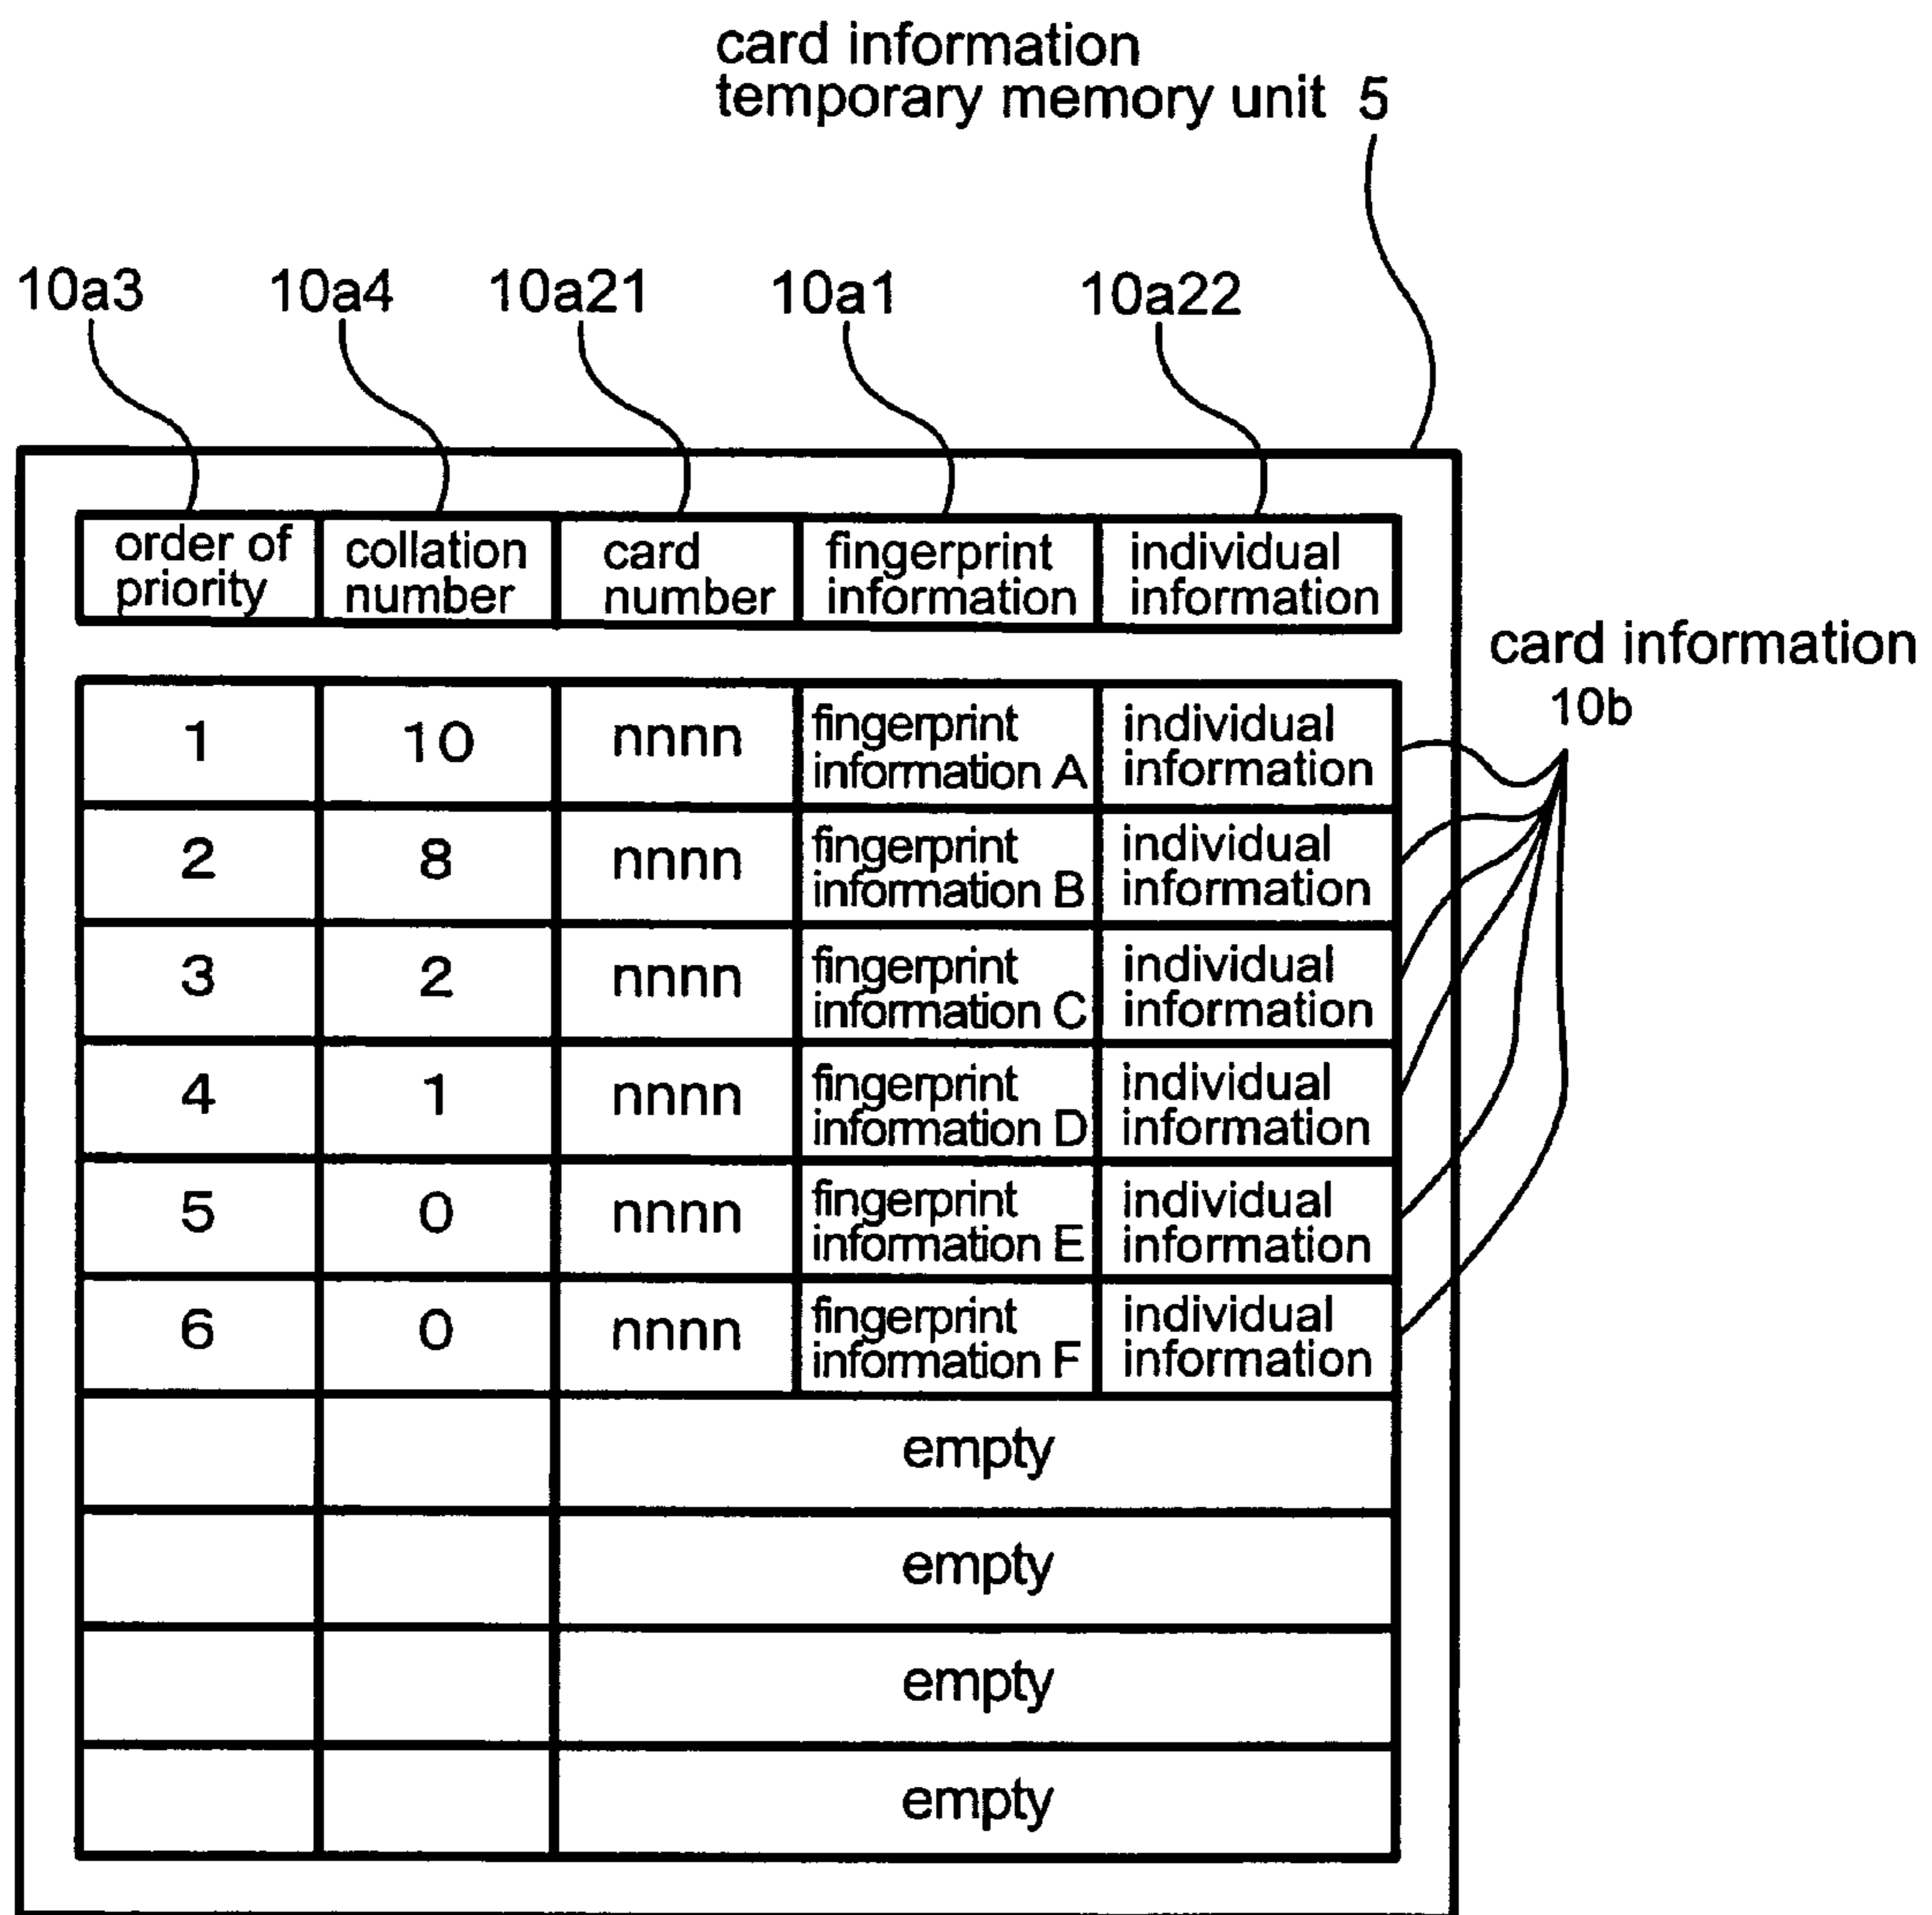 card information
temporary memory unit 5
10a3 10a4 10a21 10a1 10a22
order of priority collation number card number fingerprint information individual information
card information
10b
1 10 nnnn fingerprint information A individual information
2 8 nnnn fingerprint information B individual information
3 2 nnnn fingerprint information C individual information
4 1 nnnn fingerprint information D individual information
5 0 nnnn fingerprint information E individual information
6 0 nnnn fingerprint information F individual information
empty
empty
empty
empty